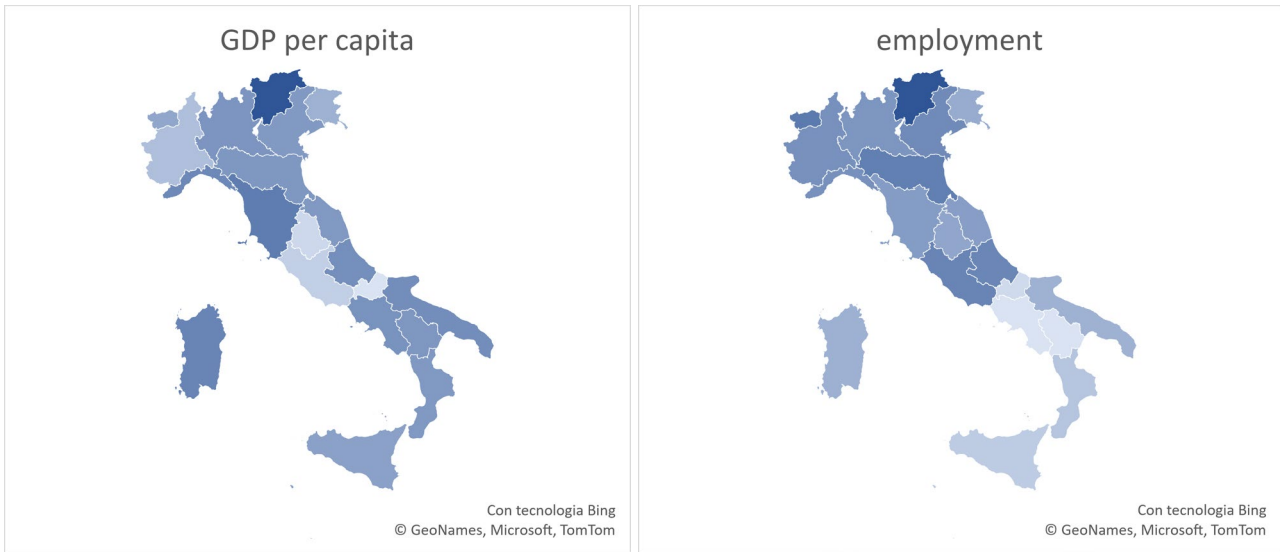 GDP per capita
Con tecnologia Bing
© GeoNames, Microsoft, TomTom
employment
Con tecnologia Bing
© GeoNames, Microsoft, TomTom